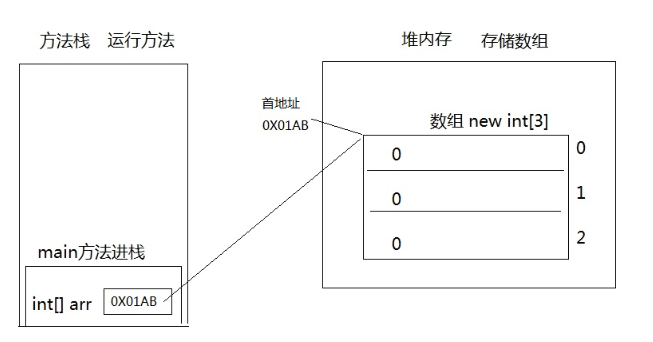 方法栈 运行方法
堆内存 存储数组
首地址
0X01AB
数组 new int[3]
0 0
0 1
0 2
main方法进栈
int[] arr 0X01AB